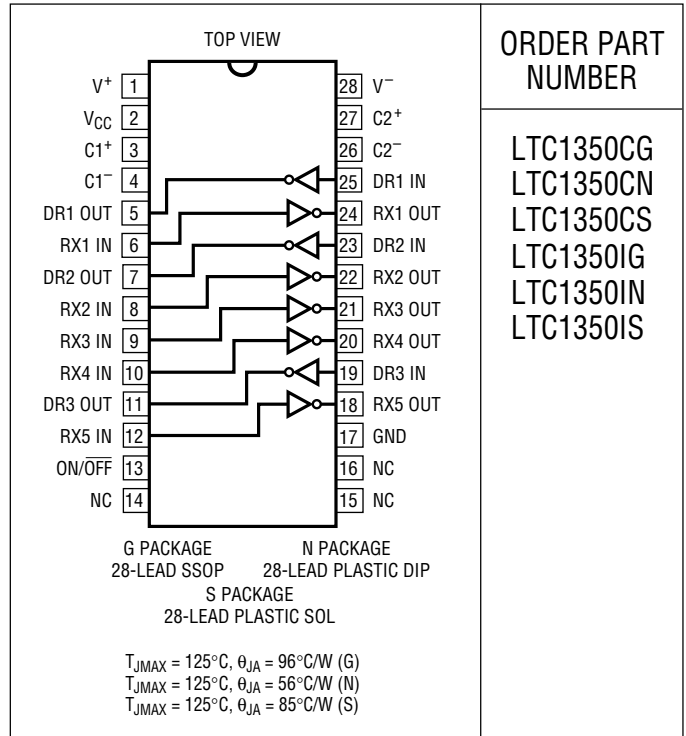 TOP VIEW
ORDER PART
NUMBER
V+ 1 28 V−
VCC 2 27 C2+
C1+ 3 26 C2−
C1− 4 25 DR1 IN
DR1 OUT 5 24 RX1 OUT
RX1 IN 6 23 DR2 IN
DR2 OUT 7 22 RX2 OUT
RX2 IN 8 21 RX3 OUT
RX3 IN 9 20 RX4 OUT
RX4 IN 10 19 DR3 IN
DR3 OUT 11 18 RX5 OUT
RX5 IN 12 17 GND
ON/O̅F̅F̅ 13 16 NC
NC 14 15 NC
LTC1350CG
LTC1350CN
LTC1350CS
LTC1350IG
LTC1350IN
LTC1350IS
G PACKAGE
28-LEAD SSOP
N PACKAGE
28-LEAD PLASTIC DIP
S PACKAGE
28-LEAD PLASTIC SOL
TJMAX = 125°C, θJA = 96°C/W (G)
TJMAX = 125°C, θJA = 56°C/W (N)
TJMAX = 125°C, θJA = 85°C/W (S)